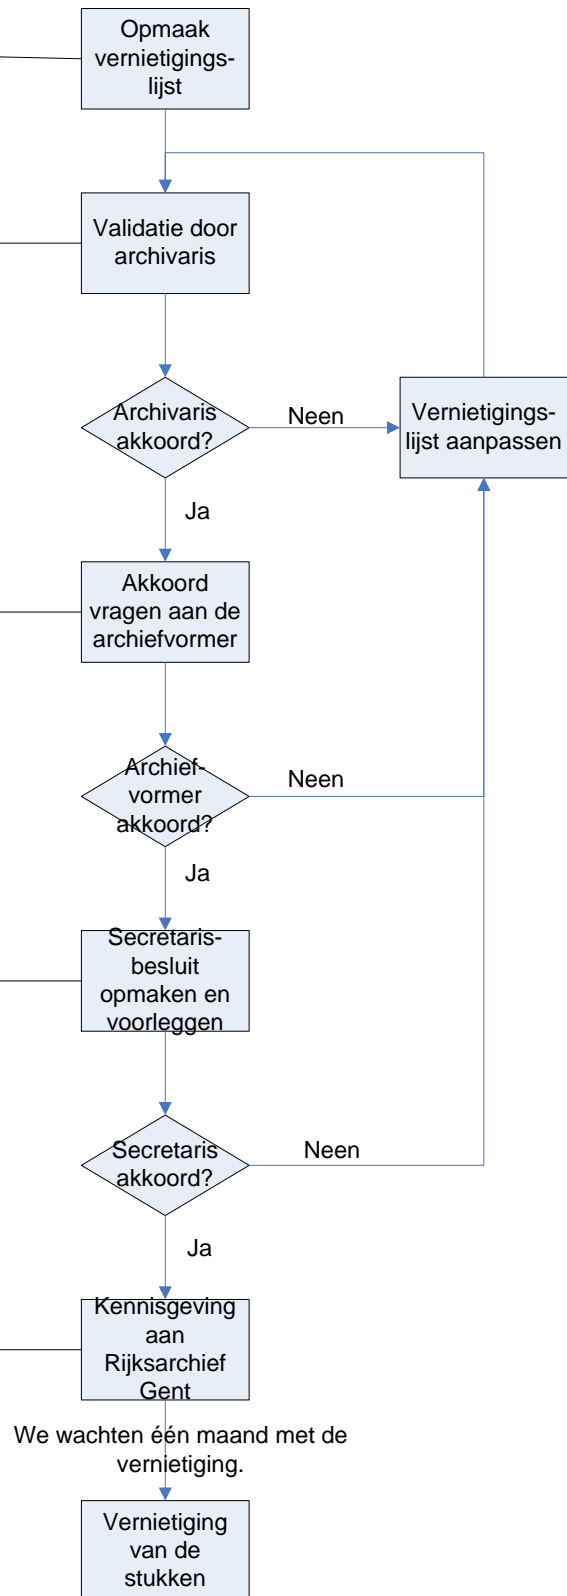 Opmaak
vernietigings-
lijst
Validatie door
archivaris
Archivaris
akkoord?
Neen
Vernietigings-
lijst aanpassen
Ja
Akkoord
vragen aan de
archiefvormer
Archief-
vormer
akkoord?
Neen
Ja
Secretaris-
besluit
opmaken en
voorleggen
Secretaris
akkoord?
Neen
Ja
Kennisgeving
aan
Rijksarchief
Gent
We wachten één maand met de
vernietiging.
Vernietiging
van de
stukken